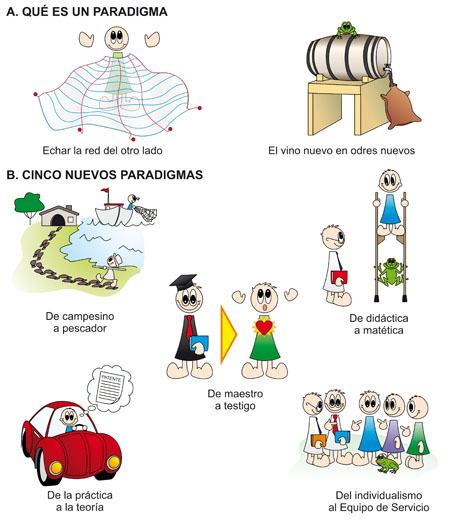 A. QUÉ ES UN PARADIGMA
Echar la red del otro lado
El vino nuevo en odres nuevos
B. CINCO NUEVOS PARADIGMAS
De campesino
a pescador
De didáctica
a matética
De maestro
a testigo
PATENTE
De la práctica
a la teoría
Del individualismo
al Equipo de Servicio